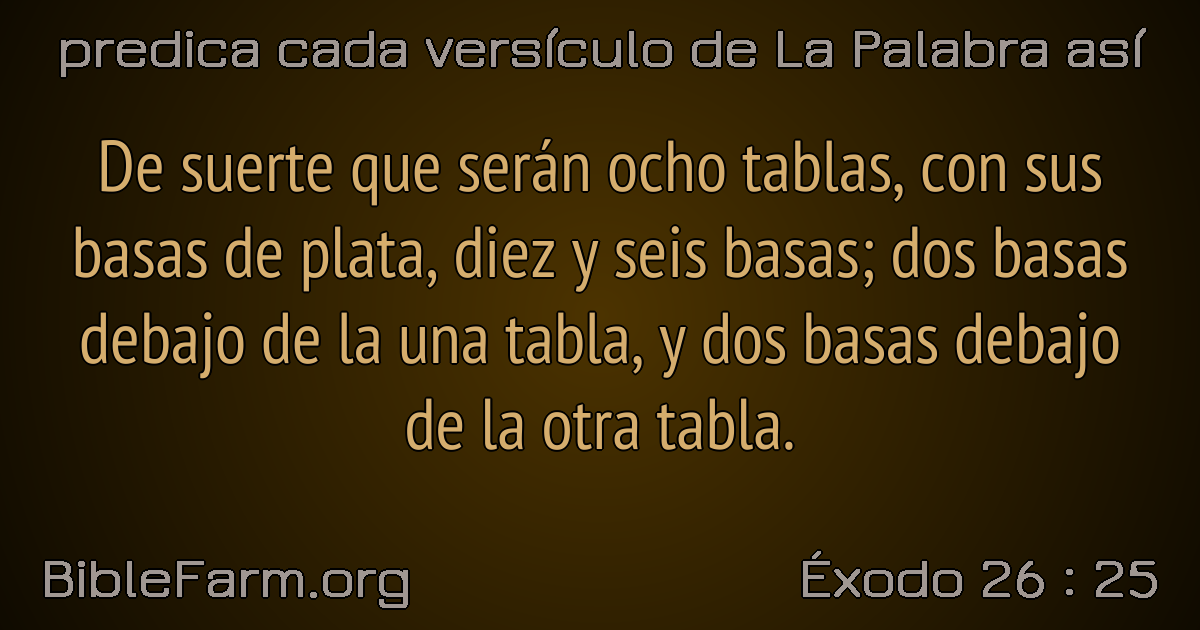 predica cada versículo de La Palabra así
De suerte que serán ocho tablas, con sus
basas de plata, diez y seis basas; dos basas
debajo de la una tabla, y dos basas debajo
de la otra tabla.
BibleFarm.org
Éxodo 26 : 25